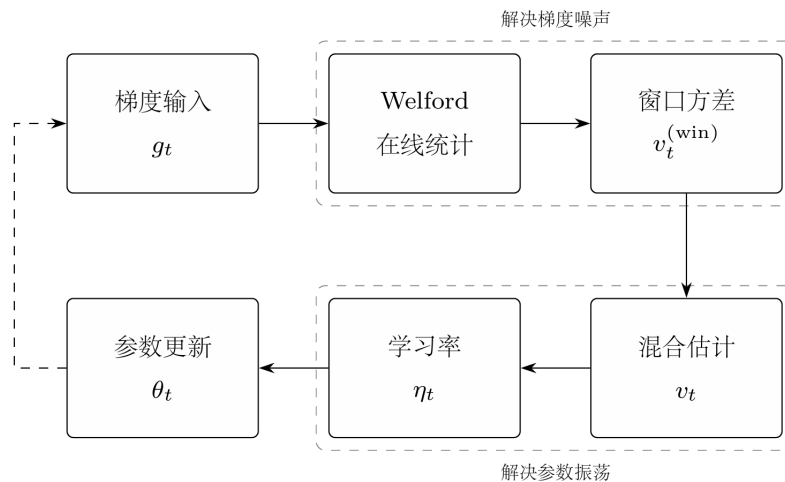 解决梯度噪声
梯度输入
g_t
Welford
在线统计
窗口方差
v_t^{(win)}
参数更新
θ_t
学习率
η_t
混合估计
v_t
解决参数振荡